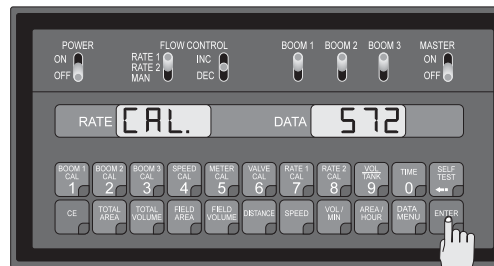 POWER FLOW CONTROL BOOM 1 BOOM 2 BOOM 3 MASTER
ON RATE 1 INC ON
RATE 2
OFF MAN DEC OFF
RATE CAL. DATA 572
BOOM 1 CAL 1 BOOM 2 CAL 2 BOOM 3 CAL 3 SPEED CAL 4 METER CAL 5 VALVE CAL 6 RATE 1 CAL 7 RATE 2 CAL 8 VOL TANK 9 TIME 0 SELF TEST
CE TOTAL AREA TOTAL VOLUME FIELD AREA FIELD VOLUME DISTANCE SPEED VOL / MIN AREA / HOUR DATA MENU ENTER